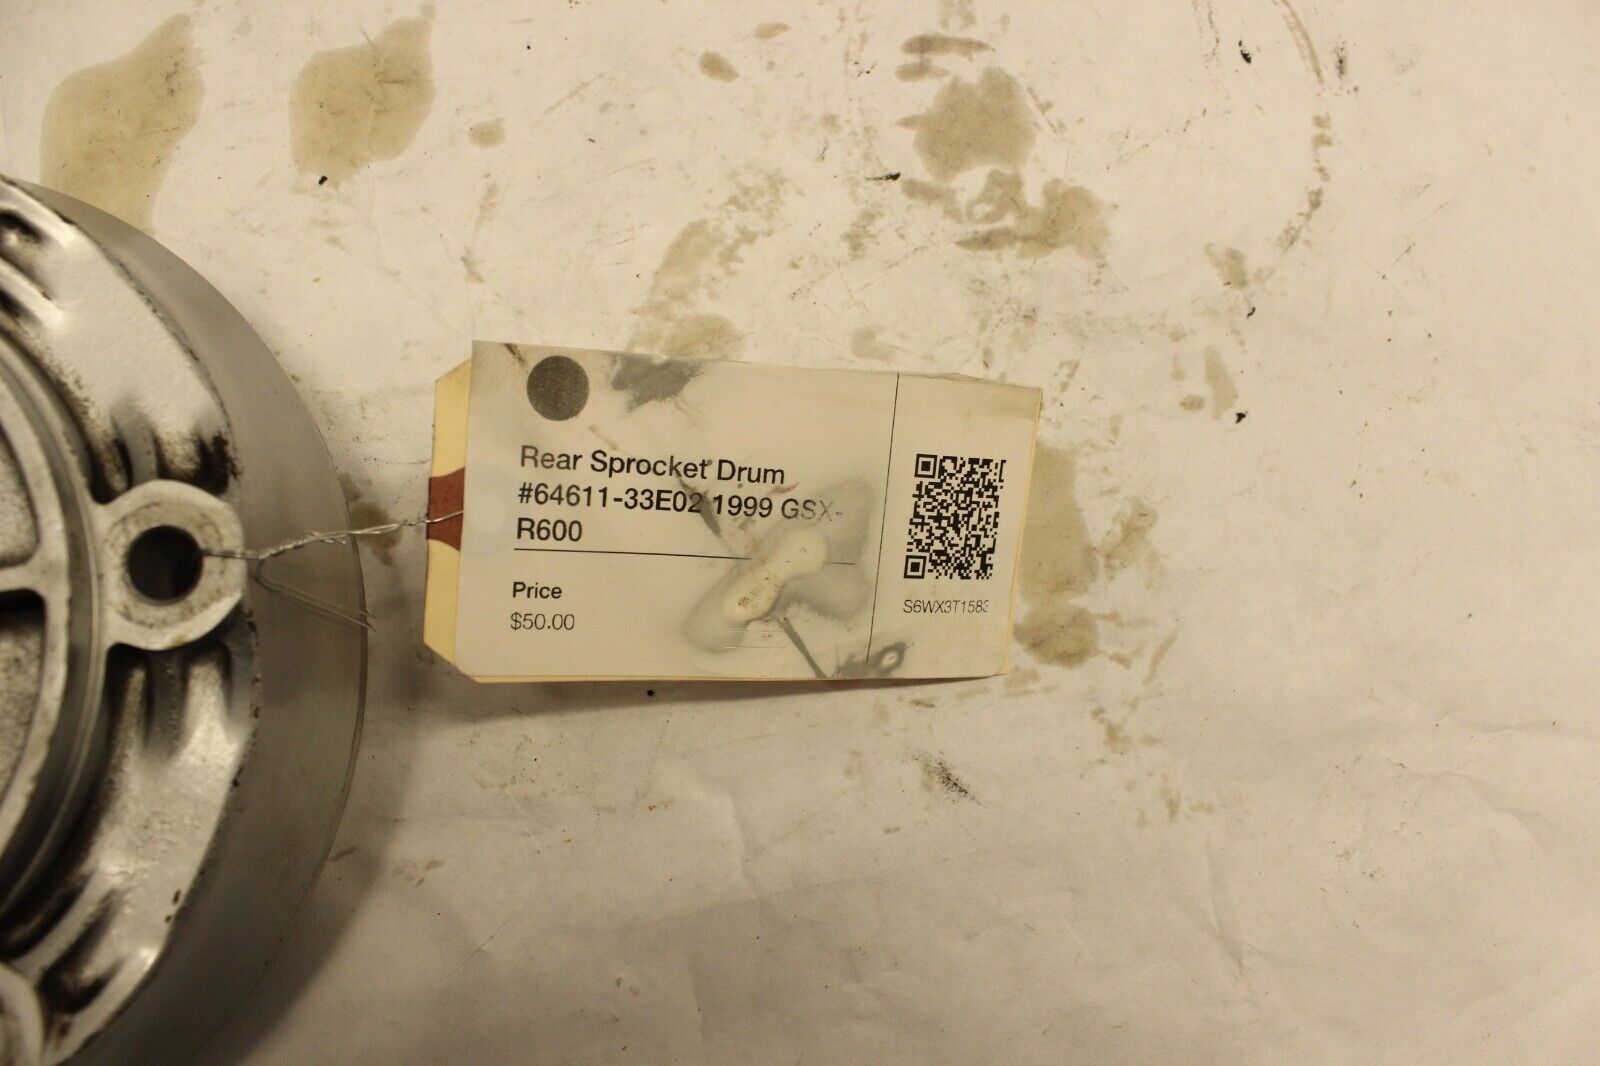 Rear Sprocket Drum
#64611-33E02 1999 GSX-
R600
Price
$50.00
S6WX3T1583